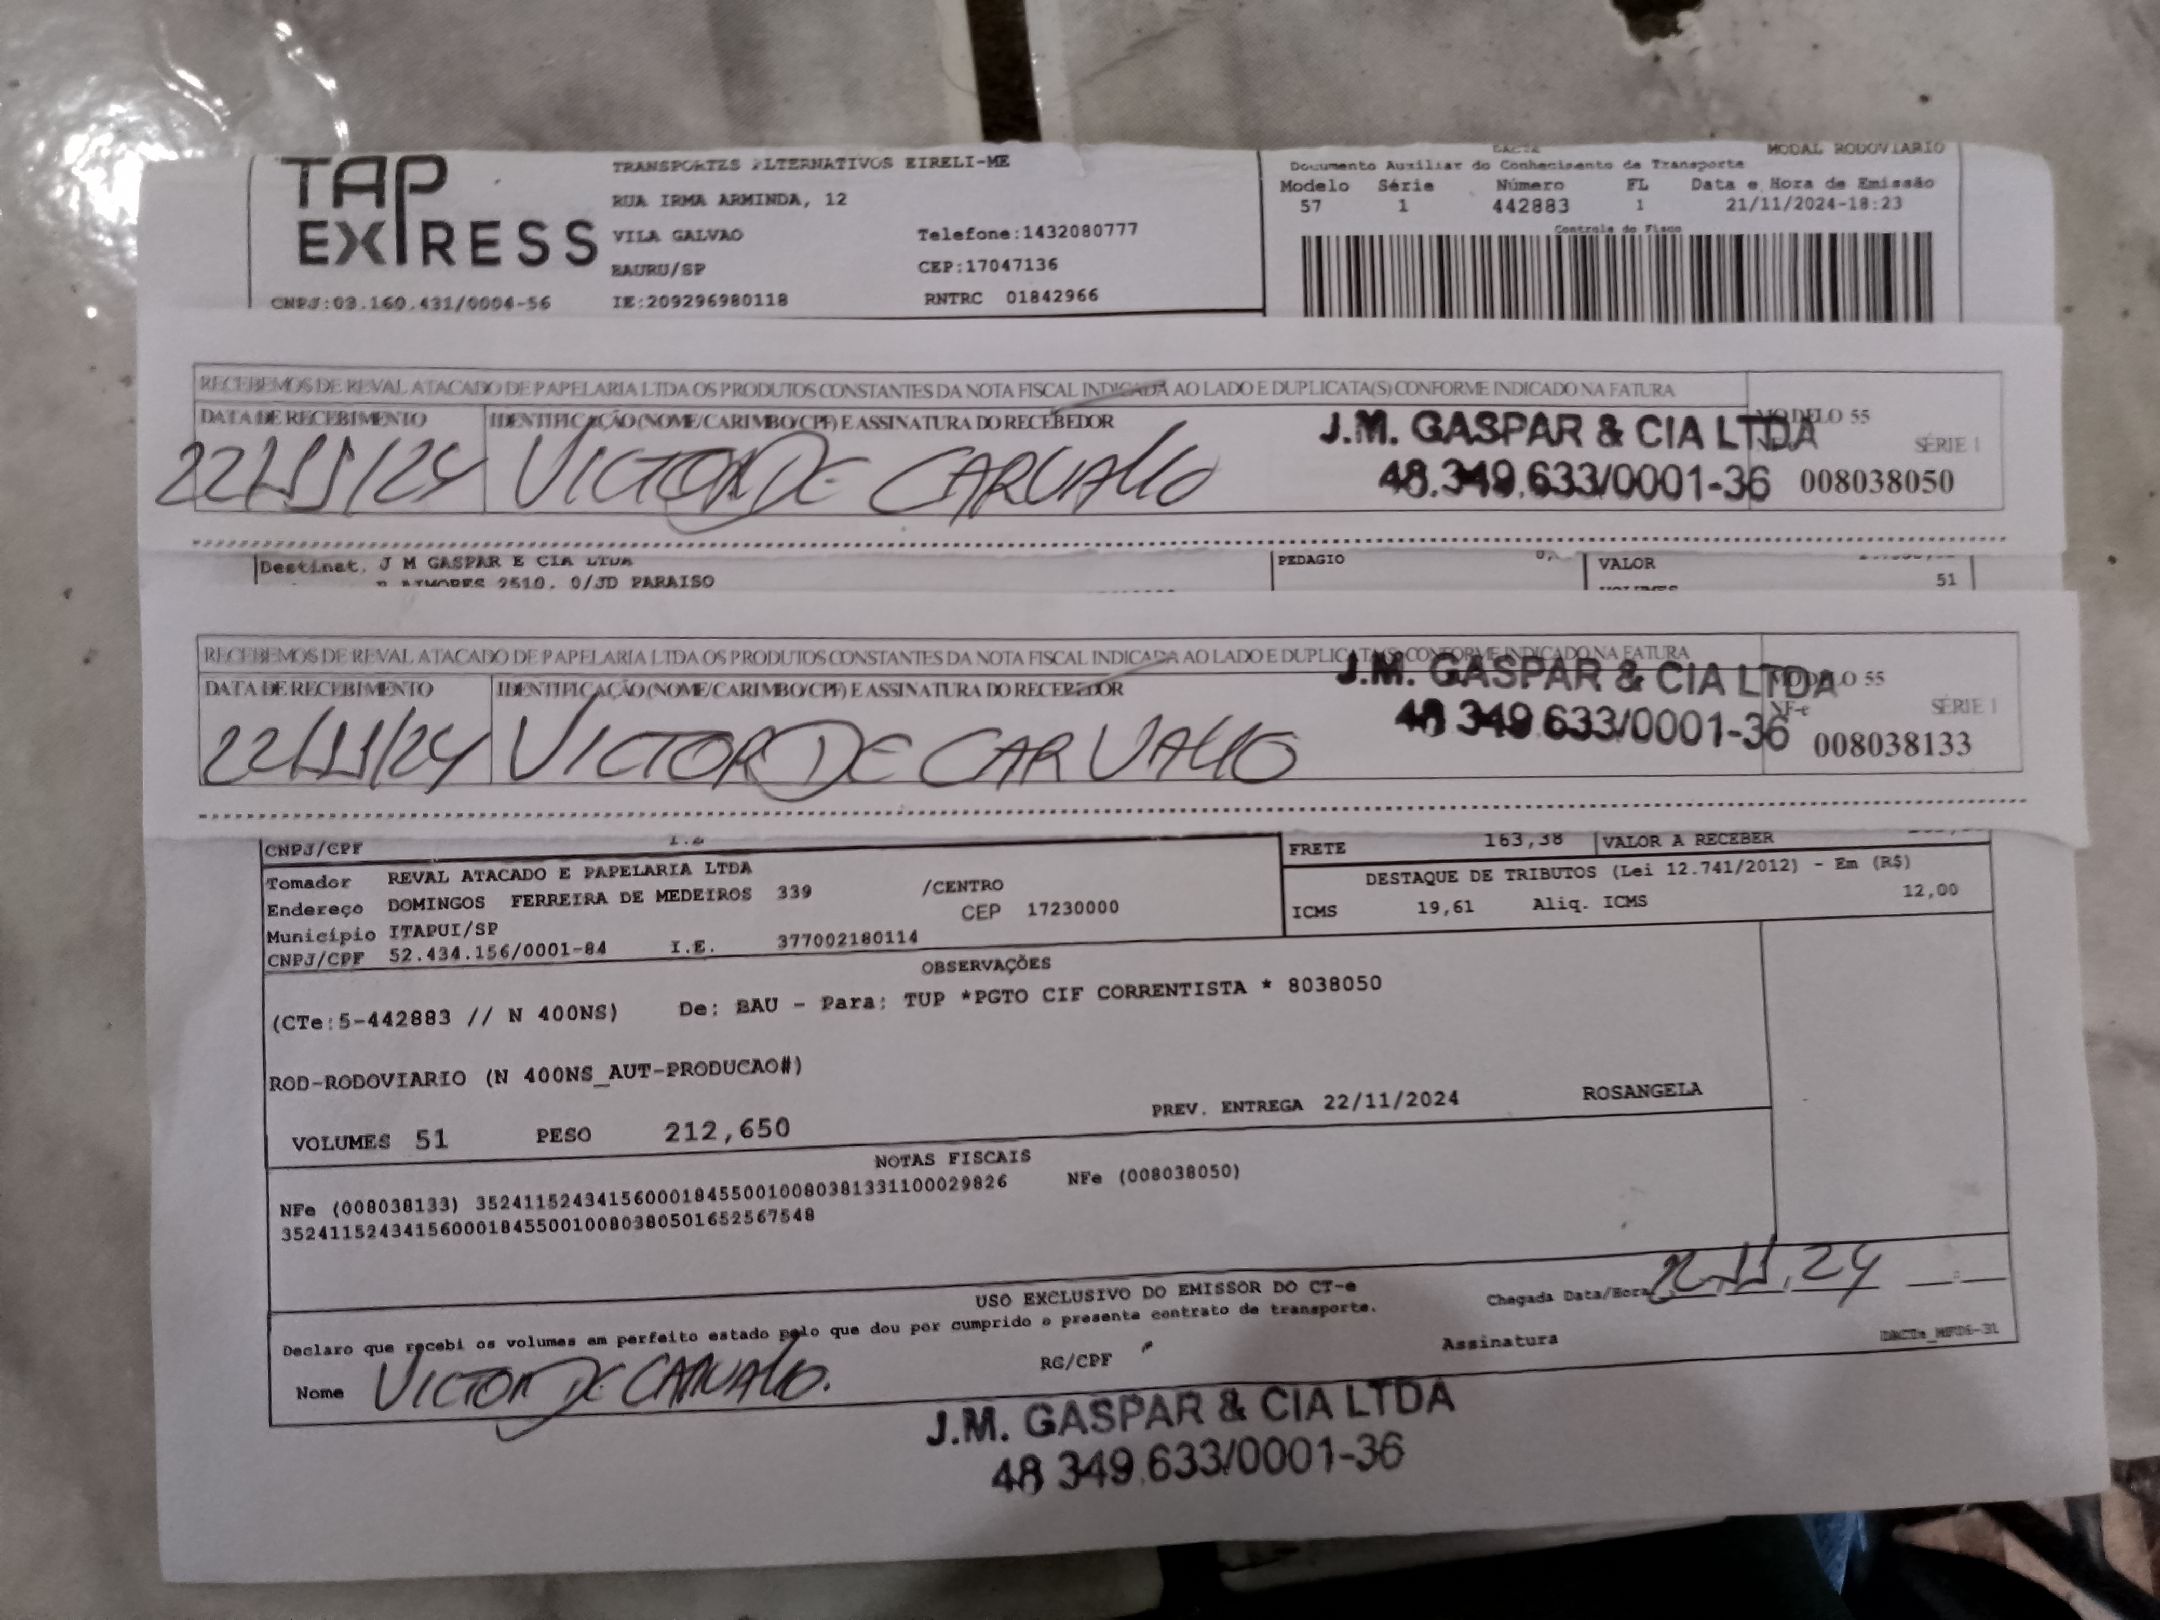 TAP EXPRESS
TRANSPORTES ALTERNATIVOS EIRELI-ME
RUA IRMA ARMINDA, 12
VILA GALVAO Telefone:1432080777
BAURU/SP CEP:17047136
CNPJ:03.160.431/0004-56 IE:209296980118 RNTRC 01842966
DACTE MODAL RODOVIARIO
Documento Auxiliar do Conhecimento de Transporte
Modelo Série Número FL Data e Hora de Emissão
57 1 442883 1 21/11/2024-18:23
Controle do Fisco
RECEBEMOS DE REVAL ATACADO DE PAPELARIA LTDA OS PRODUTOS CONSTANTES DA NOTA FISCAL INDICADA AO LADO E DUPLICATA(S) CONFORME INDICADO NA FATURA
DATA DE RECEBIMENTO IDENTIFICAÇÃO (NOME/CARIMBO/CPF) E ASSINATURA DO RECEBEDOR
J.M. GASPAR & CIA LTDA MODELO 55
SÉRIE 1
22/11/24 VICTOR DE CARVALHO 48.349.633/0001-36 008038050
Destinat. J M GASPAR E CIA LTDA PEDAGIO 0, VALOR
R AIMORES 2510, 0/JD PARAISO VOLUMES 51
RECEBEMOS DE REVAL ATACADO DE PAPELARIA LTDA OS PRODUTOS CONSTANTES DA NOTA FISCAL INDICADA AO LADO E DUPLICATA(S) CONFORME INDICADO NA FATURA
DATA DE RECEBIMENTO IDENTIFICAÇÃO (NOME/CARIMBO/CPF) E ASSINATURA DO RECEBEDOR
J.M. GASPAR & CIA LTDA MODELO 55
NF-e SÉRIE 1
22/11/24 VICTOR DE CARVALHO 48 349 633/0001-36 008038133
CNPJ/CPF FRETE 163,38 VALOR A RECEBER
Tomador REVAL ATACADO E PAPELARIA LTDA
Endereço DOMINGOS FERREIRA DE MEDEIROS 339 /CENTRO
CEP 17230000
Município ITAPUI/SP
CNPJ/CPF 52.434.156/0001-84 I.E. 377002180114
DESTAQUE DE TRIBUTOS (Lei 12.741/2012) - Em (R$)
ICMS 19,61 Aliq. ICMS 12,00
OBSERVAÇÕES
(CTe:5-442883 // N 400NS) De: BAU - Para: TUP *PGTO CIF CORRENTISTA * 8038050
ROD-RODOVIARIO (N 400NS_AUT-PRODUCAO#)
PREV. ENTREGA 22/11/2024 ROSANGELA
VOLUMES 51 PESO 212,650
NOTAS FISCAIS
NFe (008038133) 35241152434156000184550010080381331100029826 NFe (008038050)
35241152434156000184550010080380501652567548
USO EXCLUSIVO DO EMISSOR DO CT-e
Declaro que recebi os volumes em perfeito estado pelo que dou por cumprido o presente contrato de transporte.
Chegada Data/Hora 22,11,24 :
Nome VICTOR DE CARVALHO. RG/CPF Assinatura
J.M. GASPAR & CIA LTDA
48 349.633/0001-36